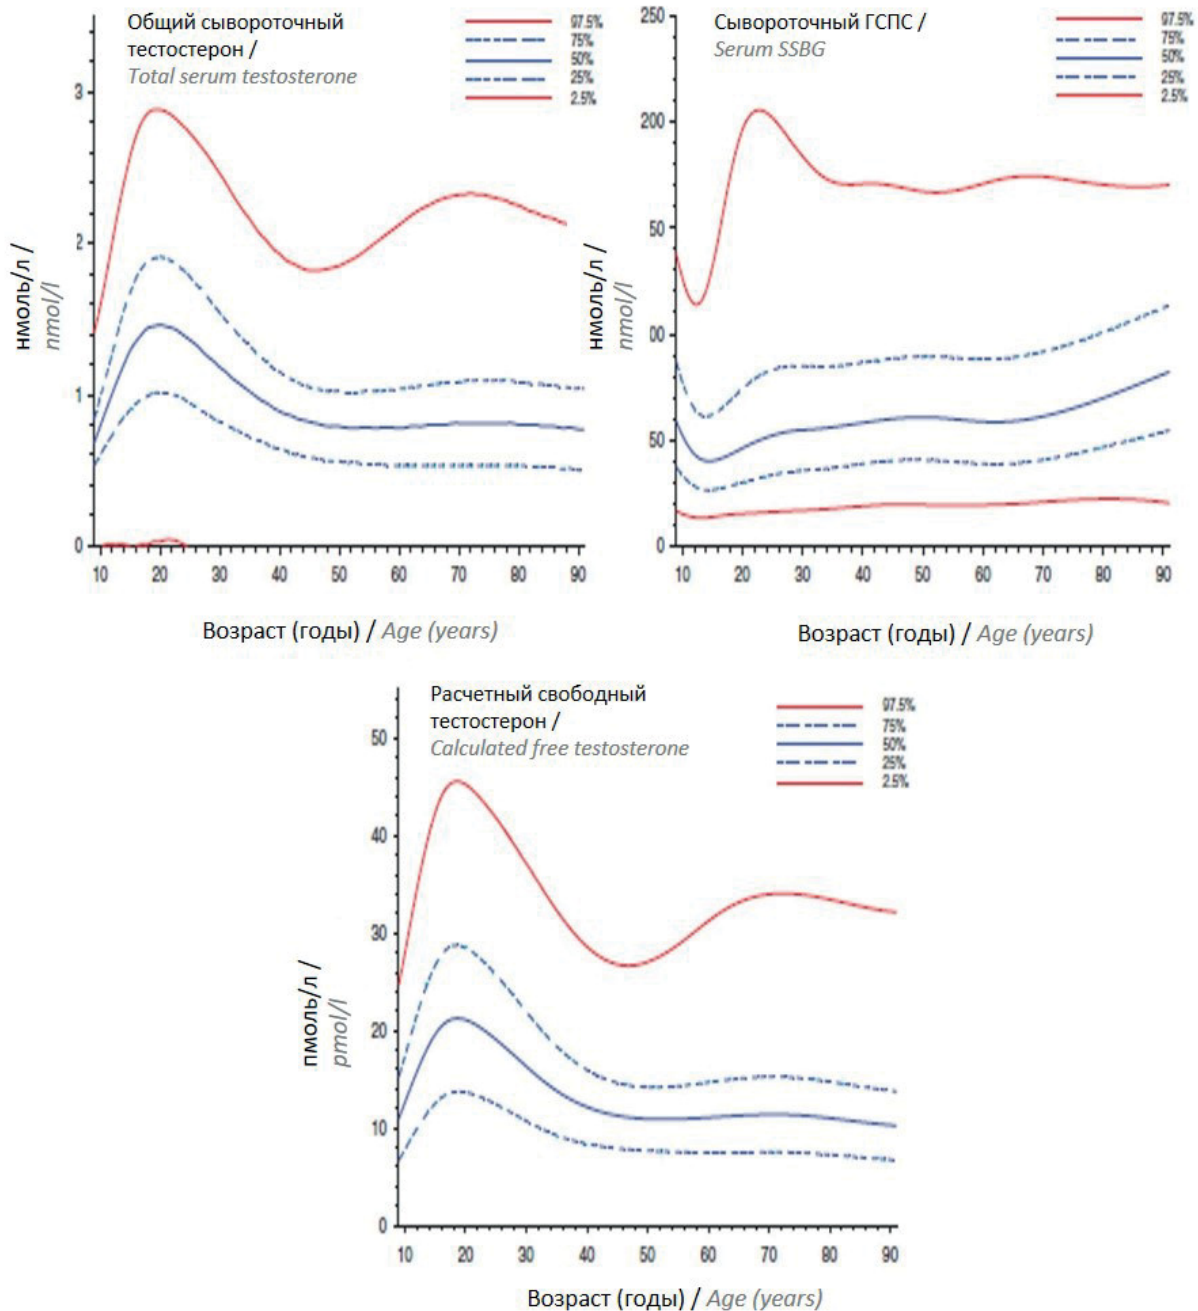 Общий сывороточный
тестостерон /
Total serum testosterone
97.5%
75%
50%
25%
2.5%
3
2
1
0
нмоль/л /
nmol/l
10 20 30 40 50 60 70 80 90
Возраст (годы) / Age (years)
Сывороточный ГСПС /
Serum SSBG
97.5%
75%
50%
25%
2.5%
250
200
50
00
50
0
нмоль/л /
nmol/l
10 20 30 40 50 60 70 80 90
Возраст (годы) / Age (years)
Расчетный свободный
тестостерон /
Calculated free testosterone
97.5%
75%
50%
25%
2.5%
50
40
30
20
10
0
пмоль/л /
pmol/l
10 20 30 40 50 60 70 80 90
Возраст (годы) / Age (years)